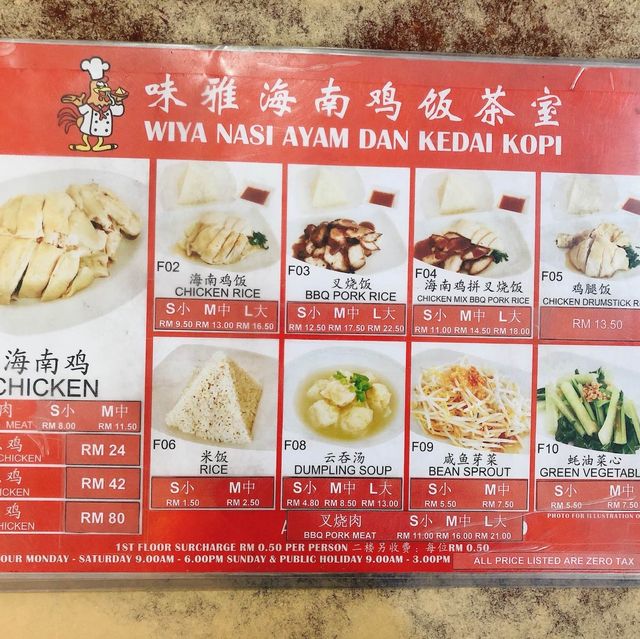 味雅海南鸡饭茶室
WIYA NASI AYAM DAN KEDAI KOPI
海南鸡
CHICKEN
肉 S小 M中
MEAT RM 8.00 RM 11.50
鸡
CHICKEN RM 24
鸡
CHICKEN RM 42
鸡
CHICKEN RM 80
F02
海南鸡饭
CHICKEN RICE
S小 M中 L大
RM 9.50 RM 13.00 RM 16.50
F03
叉烧饭
BBQ PORK RICE
S小 M中 L大
RM 12.50 RM 17.50 RM 22.50
F04
海南鸡拼叉烧饭
CHICKEN MIX BBQ PORK RICE
S小 M中 L大
RM 11.00 RM 14.50 RM 18.00
F05
鸡腿饭
CHICKEN DRUMSTICK R
RM 13.50
F06
米饭
RICE
S小 M中
RM 1.50 RM 2.50
F08
云吞汤
DUMPLING SOUP
S小 M中 L大
RM 4.80 RM 8.50 RM 13.00
F09
咸鱼芽菜
BEAN SPROUT
S小 M中
RM 5.50 RM 7.50
F10
蚝油菜心
GREEN VEGETABL
S小 M中
RM 5.50 RM 7.50
PHOTO FOR ILLUSTRATION O
叉烧肉 S小 M中 L大
BBQ PORK MEAT RM 11.00 RM 16.00 RM 21.00
1ST FLOOR SURCHARGE RM 0.50 PER PERSON 二楼另收费：每位RM 0.50
OUR MONDAY - SATURDAY 9.00AM - 6.00PM SUNDAY & PUBLIC HOLIDAY 9.00AM - 3.00PM
ALL PRICE LISTED ARE ZERO TAX